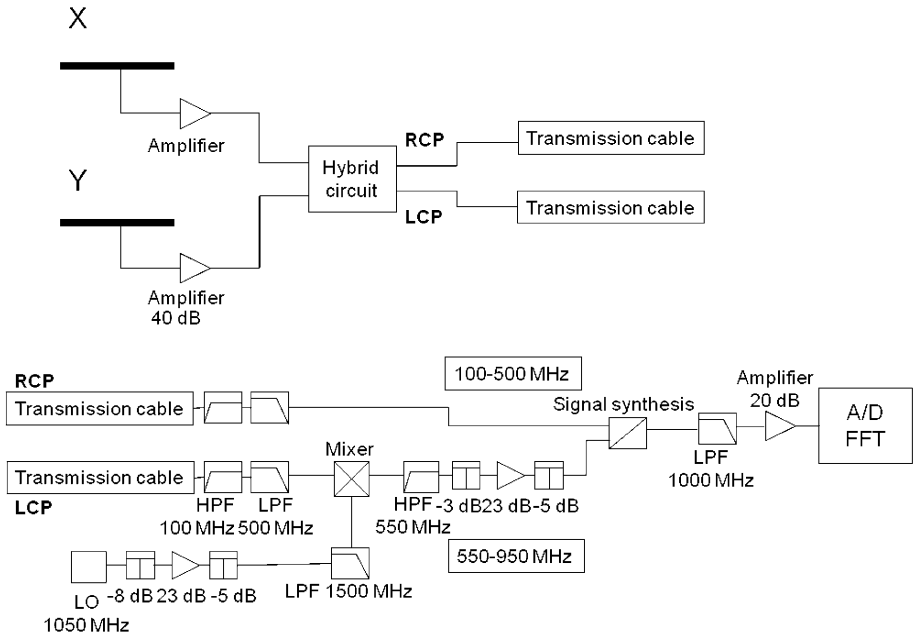 X
Amplifier
Y
Amplifier
40 dB
Hybrid
circuit
RCP
LCP
Transmission cable
Transmission cable
RCP
Transmission cable
100-500 MHz
Signal synthesis
Amplifier
20 dB
A/D
FFT
LPF
1000 MHz
Transmission cable
LCP
HPF
100 MHz
LPF
500 MHz
Mixer
HPF
550 MHz
-3 dB
23 dB
-5 dB
550-950 MHz
LO
1050 MHz
-8 dB
23 dB
-5 dB
LPF 1500 MHz